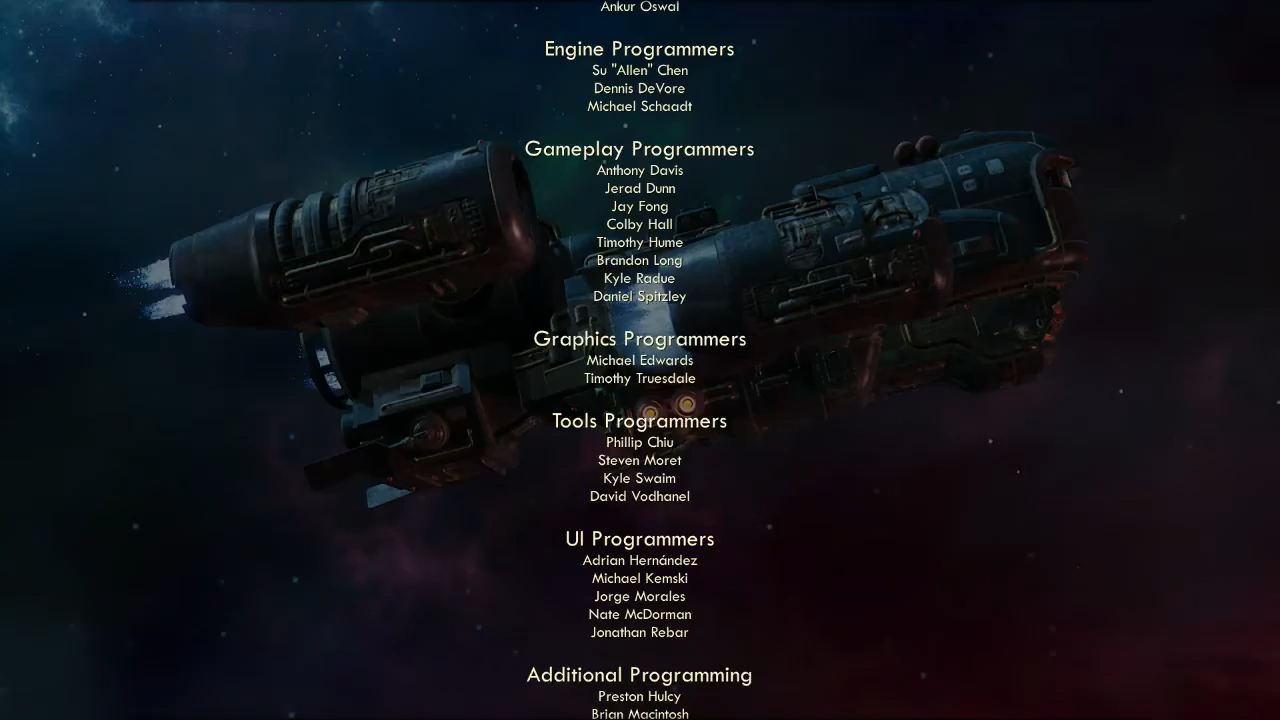 Ankur Oswal
Engine Programmers
Su "Allen" Chen
Dennis DeVore
Michael Schaadt
Gameplay Programmers
Anthony Davis
Jerad Dunn
Jay Fong
Colby Hall
Timothy Hume
Brandon Long
Kyle Radue
Daniel Spitzley
Graphics Programmers
Michael Edwards
Timothy Truesdale
Tools Programmers
Phillip Chiu
Steven Moret
Kyle Swaim
David Vodhanel
UI Programmers
Adrian Hernández
Michael Kemski
Jorge Morales
Nate McDorman
Jonathan Rebar
Additional Programming
Preston Hulcy
Brian Macintosh